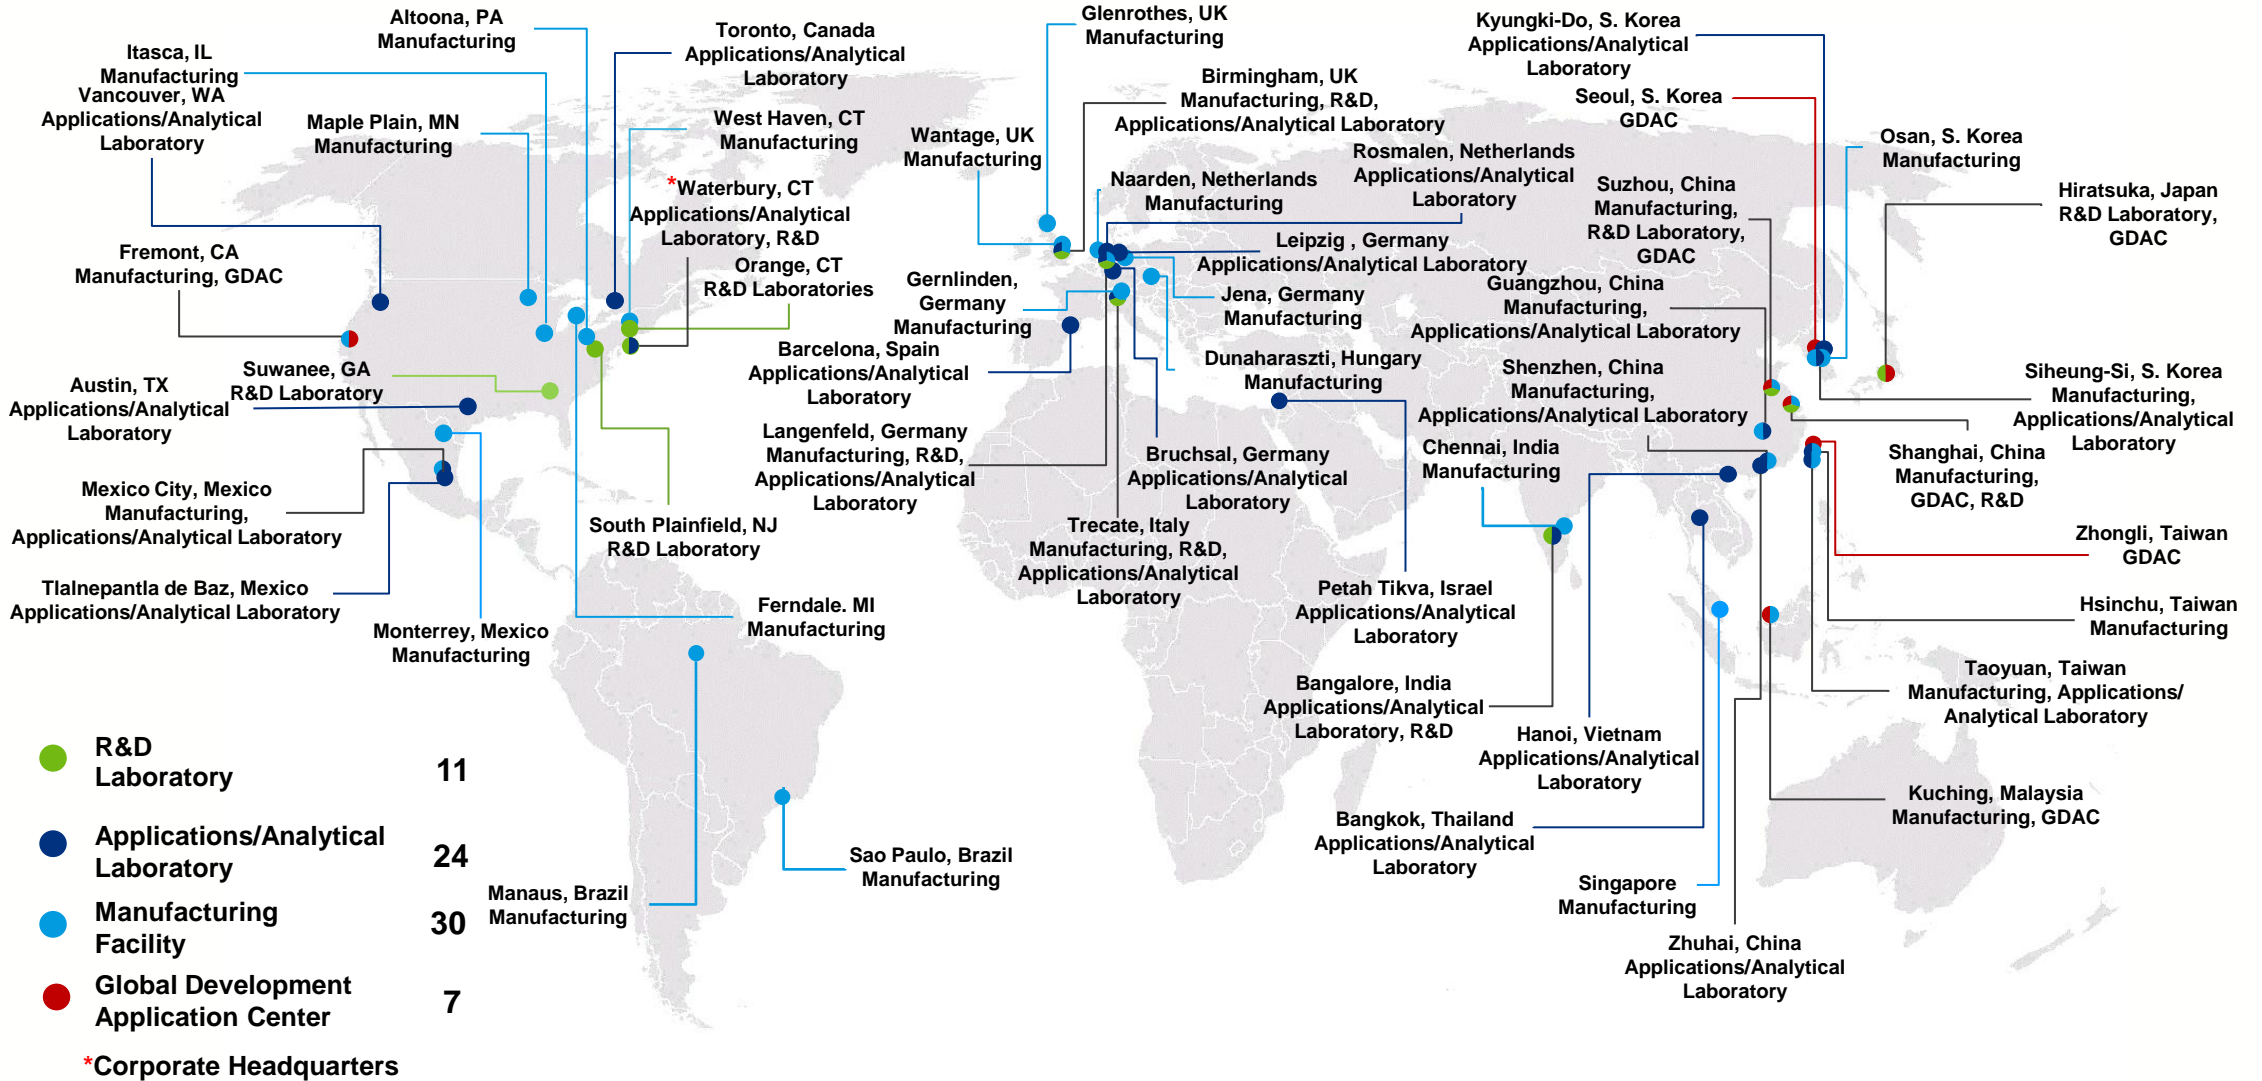 Altoona, PA
Manufacturing
Itasca, IL
Manufacturing
Vancouver, WA
Applications/Analytical
Laboratory
Maple Plain, MN
Manufacturing
Toronto, Canada
Applications/Analytical
Laboratory
West Haven, CT
Manufacturing
*Waterbury, CT
Applications/Analytical
Laboratory, R&D
Orange, CT
R&D Laboratories
Fremont, CA
Manufacturing, GDAC
Suwanee, GA
R&D Laboratory
Austin, TX
Applications/Analytical
Laboratory
Mexico City, Mexico
Manufacturing,
Applications/Analytical Laboratory
Tlalnepantla de Baz, Mexico
Applications/Analytical Laboratory
Monterrey, Mexico
Manufacturing
South Plainfield, NJ
R&D Laboratory
Ferndale. MI
Manufacturing
Manaus, Brazil
Manufacturing
Sao Paulo, Brazil
Manufacturing
Glenrothes, UK
Manufacturing
Birmingham, UK
Manufacturing, R&D,
Applications/Analytical Laboratory
Wantage, UK
Manufacturing
Rosmalen, Netherlands
Applications/Analytical
Laboratory
Naarden, Netherlands
Manufacturing
Leipzig , Germany
Applications/Analytical Laboratory
Gernlinden,
Germany
Manufacturing
Jena, Germany
Manufacturing
Barcelona, Spain
Applications/Analytical
Laboratory
Dunaharaszti, Hungary
Manufacturing
Langenfeld, Germany
Manufacturing, R&D,
Applications/Analytical
Laboratory
Bruchsal, Germany
Applications/Analytical
Laboratory
Trecate, Italy
Manufacturing, R&D,
Applications/Analytical
Laboratory
Petah Tikva, Israel
Applications/Analytical
Laboratory
Kyungki-Do, S. Korea
Applications/Analytical
Laboratory
Seoul, S. Korea
GDAC
Osan, S. Korea
Manufacturing
Suzhou, China
Manufacturing,
R&D Laboratory,
GDAC
Hiratsuka, Japan
R&D Laboratory,
GDAC
Guangzhou, China
Manufacturing,
Applications/Analytical Laboratory
Shenzhen, China
Manufacturing,
Applications/Analytical Laboratory
Siheung-Si, S. Korea
Manufacturing,
Applications/Analytical
Laboratory
Chennai, India
Manufacturing
Shanghai, China
Manufacturing,
GDAC, R&D
Zhongli, Taiwan
GDAC
Hsinchu, Taiwan
Manufacturing
Taoyuan, Taiwan
Manufacturing, Applications/
Analytical Laboratory
Bangalore, India
Applications/Analytical
Laboratory, R&D
Hanoi, Vietnam
Applications/Analytical
Laboratory
Kuching, Malaysia
Manufacturing, GDAC
Bangkok, Thailand
Applications/Analytical
Laboratory
Singapore
Manufacturing
Zhuhai, China
Applications/Analytical
Laboratory
R&D
Laboratory
11
Applications/Analytical
Laboratory
24
Manufacturing
Facility
30
Global Development
Application Center
7
*Corporate Headquarters